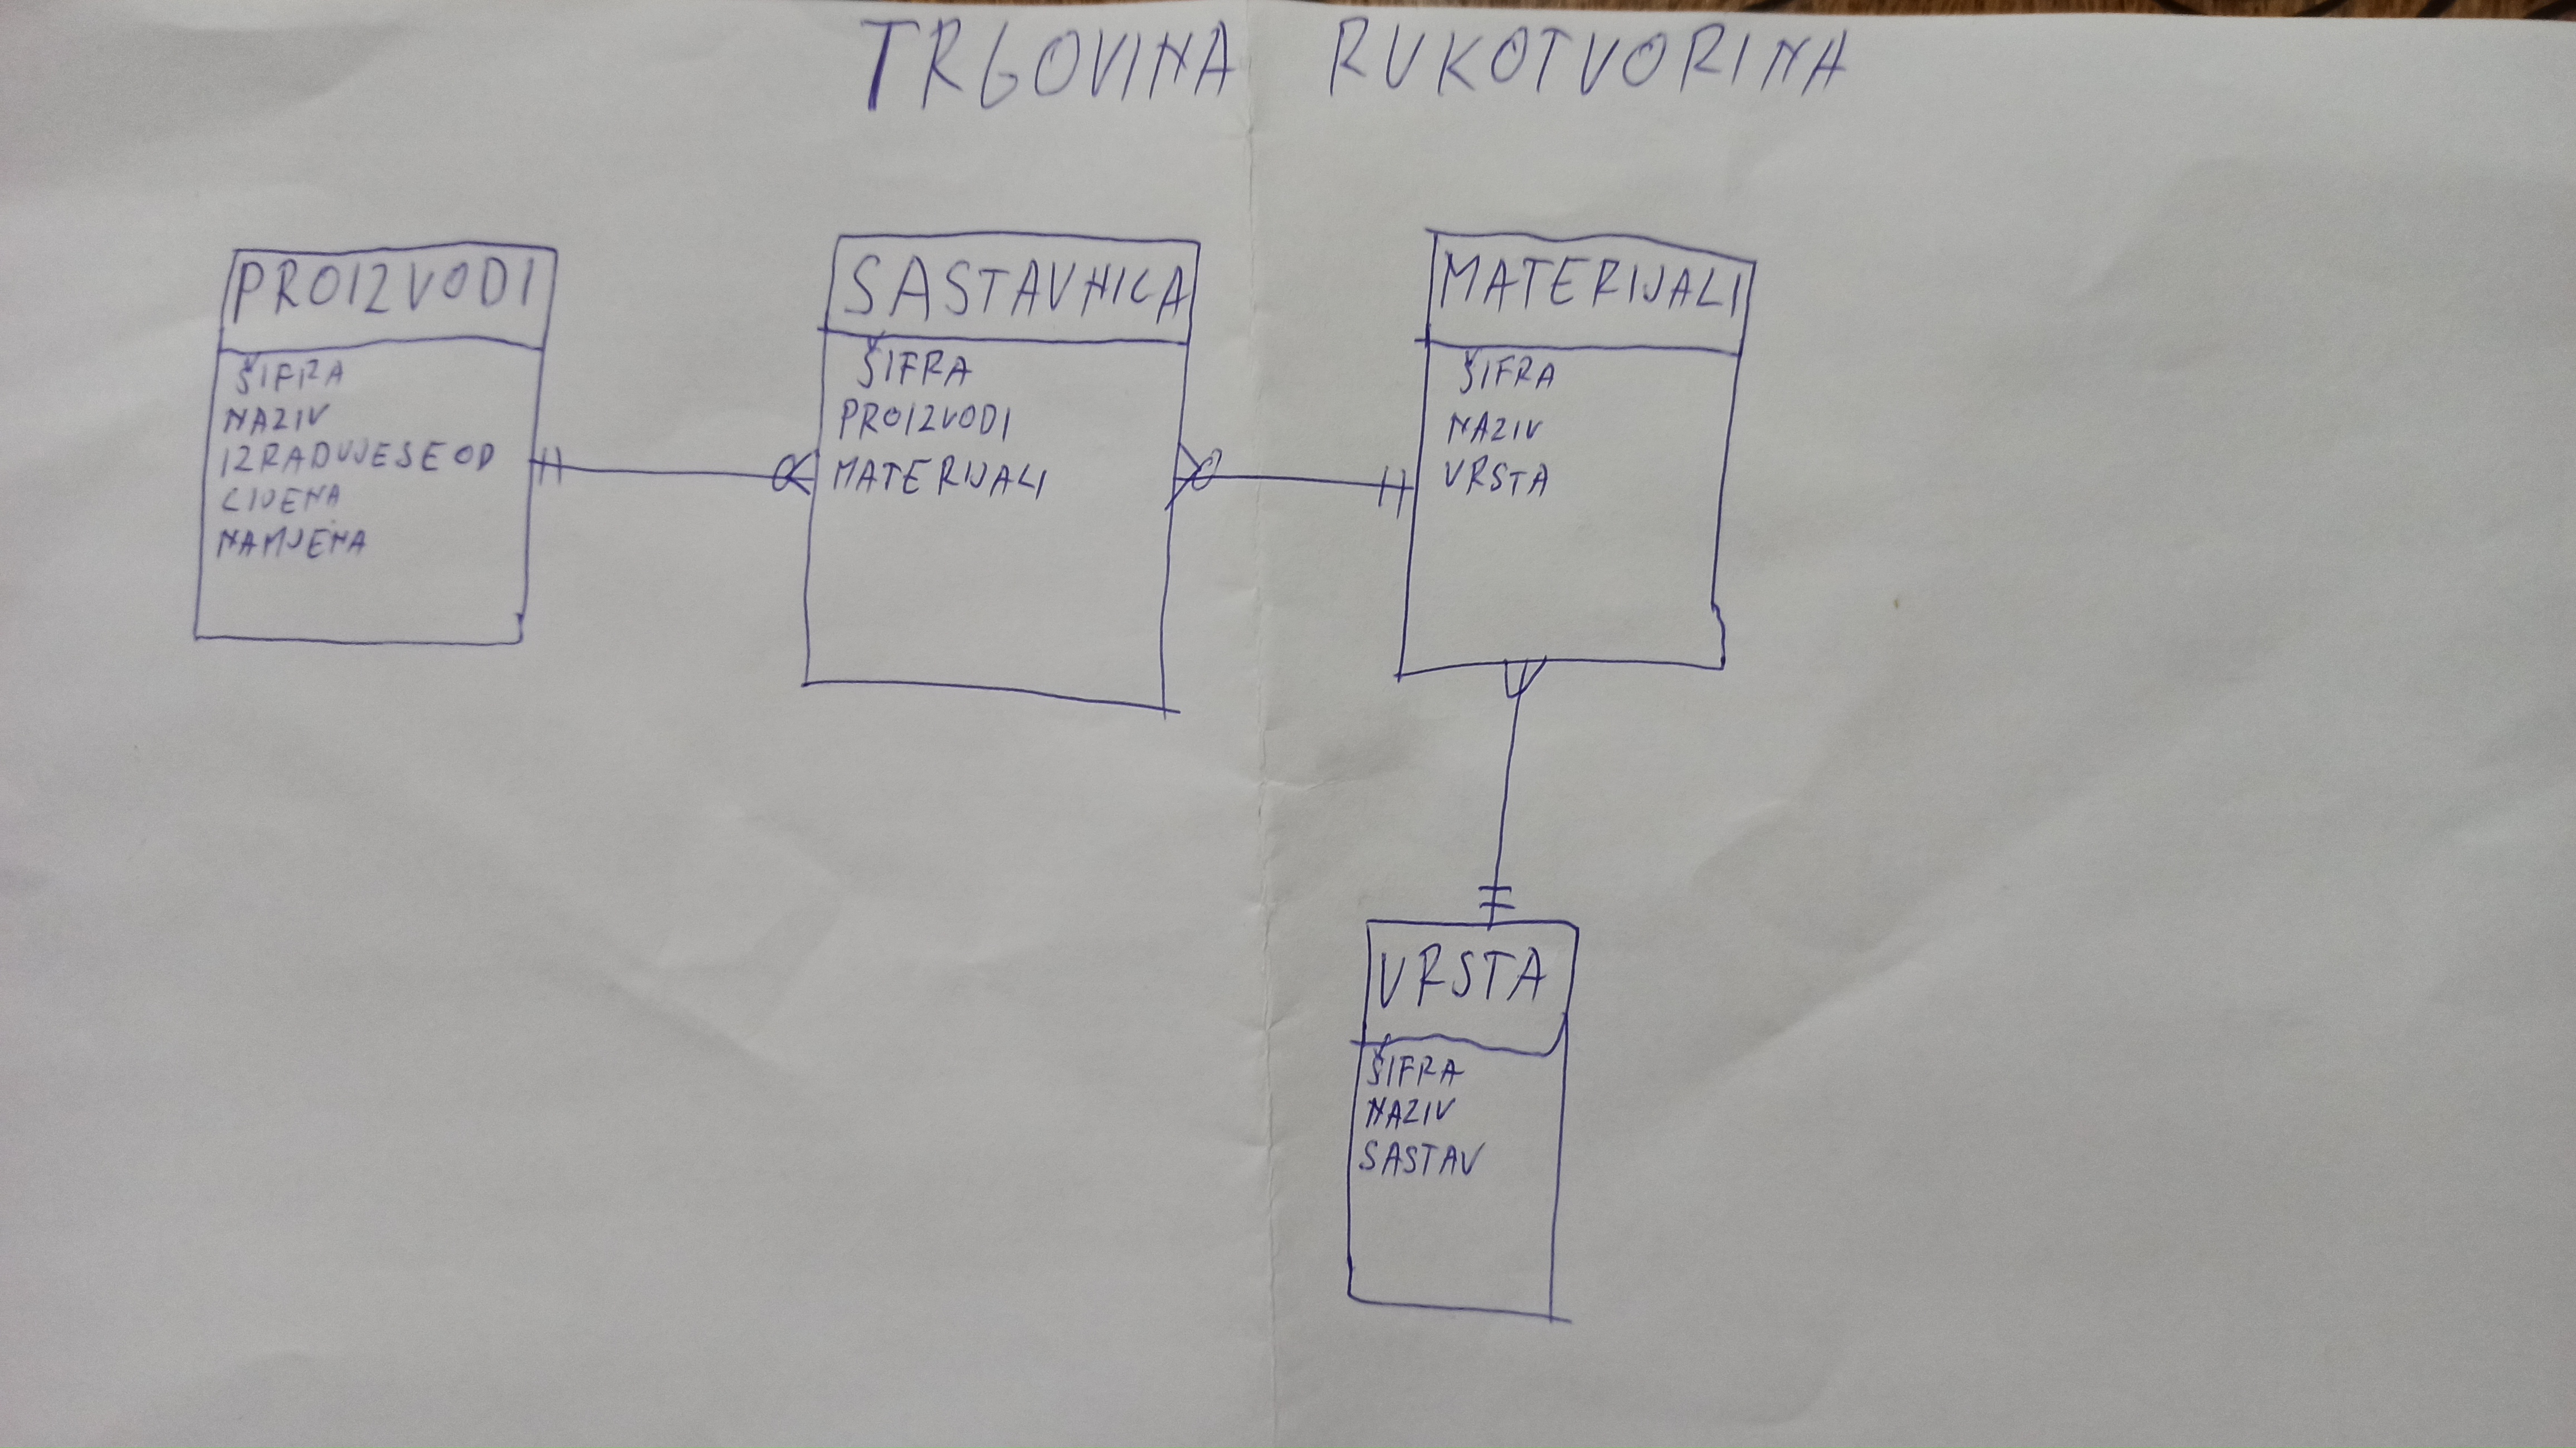 TRGOVINA RUKOTVORINA
PROIZVODI
ŠIFRA
NAZIV
IZRADUJESEOD
CIJENA
NAMJENA
SASTAVNICA
ŠIFRA
PROIZVODI
MATERIJALI
MATERIJALI
ŠIFRA
NAZIV
VRSTA
VRSTA
ŠIFRA
NAZIV
SASTAV